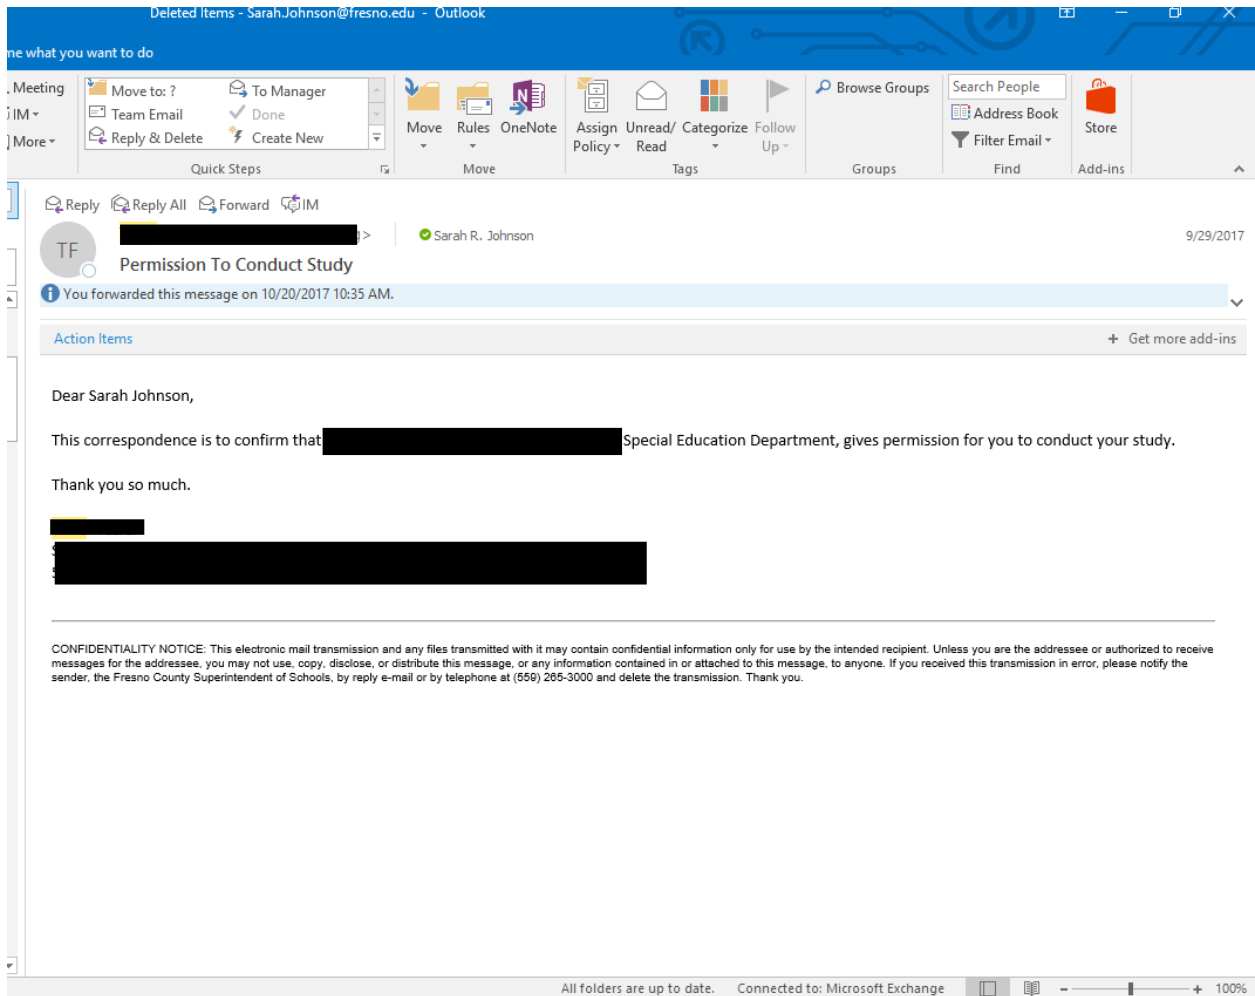 Deleted Items - Sarah.Johnson@fresno.edu - Outlook
me what you want to do
Meeting
IM
More
Move to: ?
To Manager
Team Email
Done
Reply & Delete
Create New
Quick Steps
Move
Rules
OneNote
Move
Assign Policy
Unread/ Read
Categorize
Follow Up
Tags
Browse Groups
Groups
Search People
Address Book
Filter Email
Find
Store
Add-ins
Reply
Reply All
Forward
IM
TF
>
Sarah R. Johnson
9/29/2017
Permission To Conduct Study
You forwarded this message on 10/20/2017 10:35 AM.
Action Items
+ Get more add-ins
Dear Sarah Johnson,
This correspondence is to confirm that Special Education Department, gives permission for you to conduct your study.
Thank you so much.
CONFIDENTIALITY NOTICE: This electronic mail transmission and any files transmitted with it may contain confidential information only for use by the intended recipient. Unless you are the addressee or authorized to receive
messages for the addressee, you may not use, copy, disclose, or distribute this message, or any information contained in or attached to this message, to anyone. If you received this transmission in error, please notify the
sender, the Fresno County Superintendent of Schools, by reply e-mail or by telephone at (559) 265-3000 and delete the transmission. Thank you.
All folders are up to date.
Connected to: Microsoft Exchange
100%